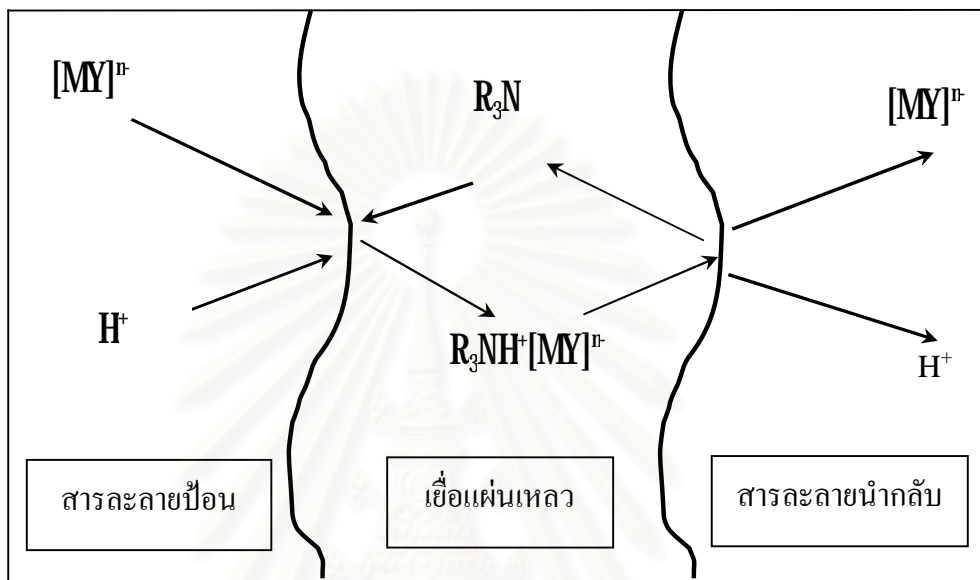 [MY]ⁿ⁻
R₃N
[MY]ⁿ⁻
H⁺
R₃NH⁺[MY]ⁿ⁻
H⁺
สารละลายป้อน
เยื่อแผ่นเหลว
สารละลายนำกลับ